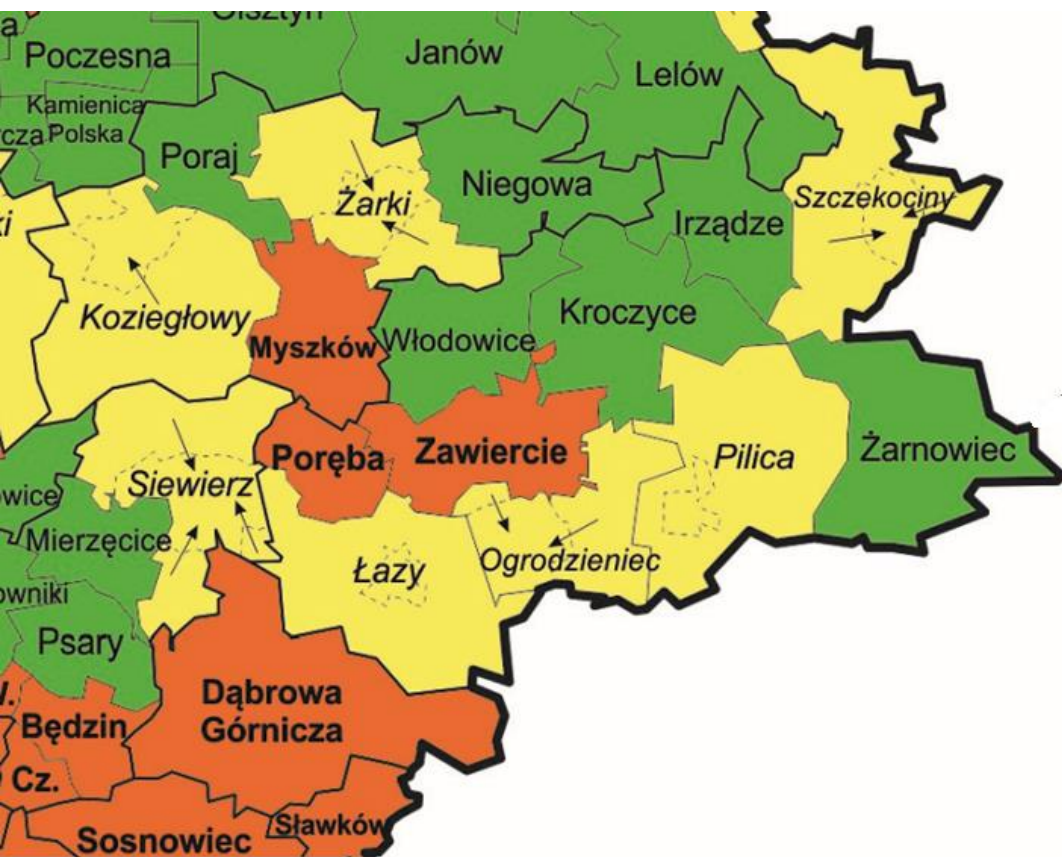 Poczesna
Janów
Lelów
Kamienica
Polska
Poraj
Niegowa
Żarki
Szczekociny
Irządze
Koziegłowy
Kroczyce
Myszków
Włodowice
Poręba
Zawiercie
Pilica
Żarnowiec
Siewierz
Mierzęcice
Łazy
Ogrodzieniec
Psary
Dąbrowa
Górnicza
Będzin
Cz.
Sławków
Sosnowiec